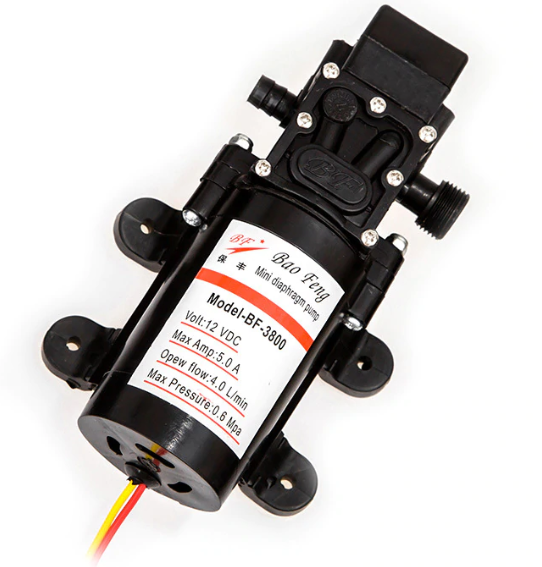 BF
BF
Bao Feng
保丰
Mini diaphragm pump
Model-BF-3800
Volt:12 VDC
Max Amp:5.0 A
Opew flow:4.0 L/min
Max Pressure:0.6 Mpa